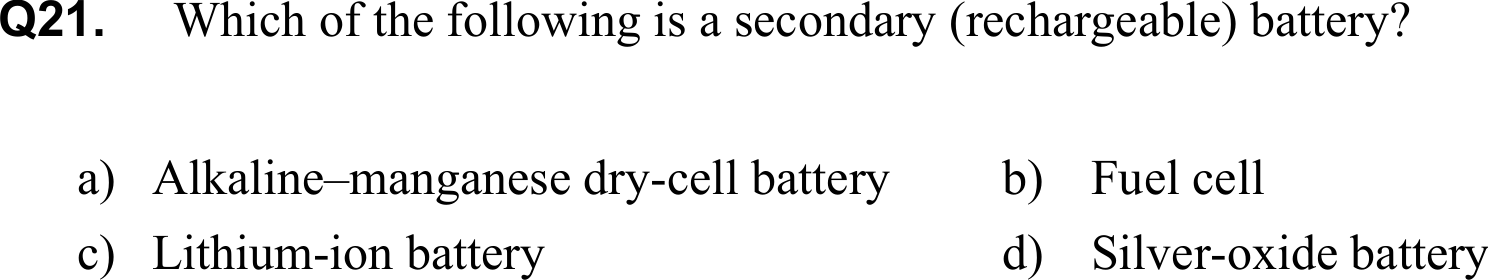 Q21. Which of the following is a secondary (rechargeable) battery?
a) Alkaline–manganese dry-cell battery b) Fuel cell
c) Lithium-ion battery d) Silver-oxide battery